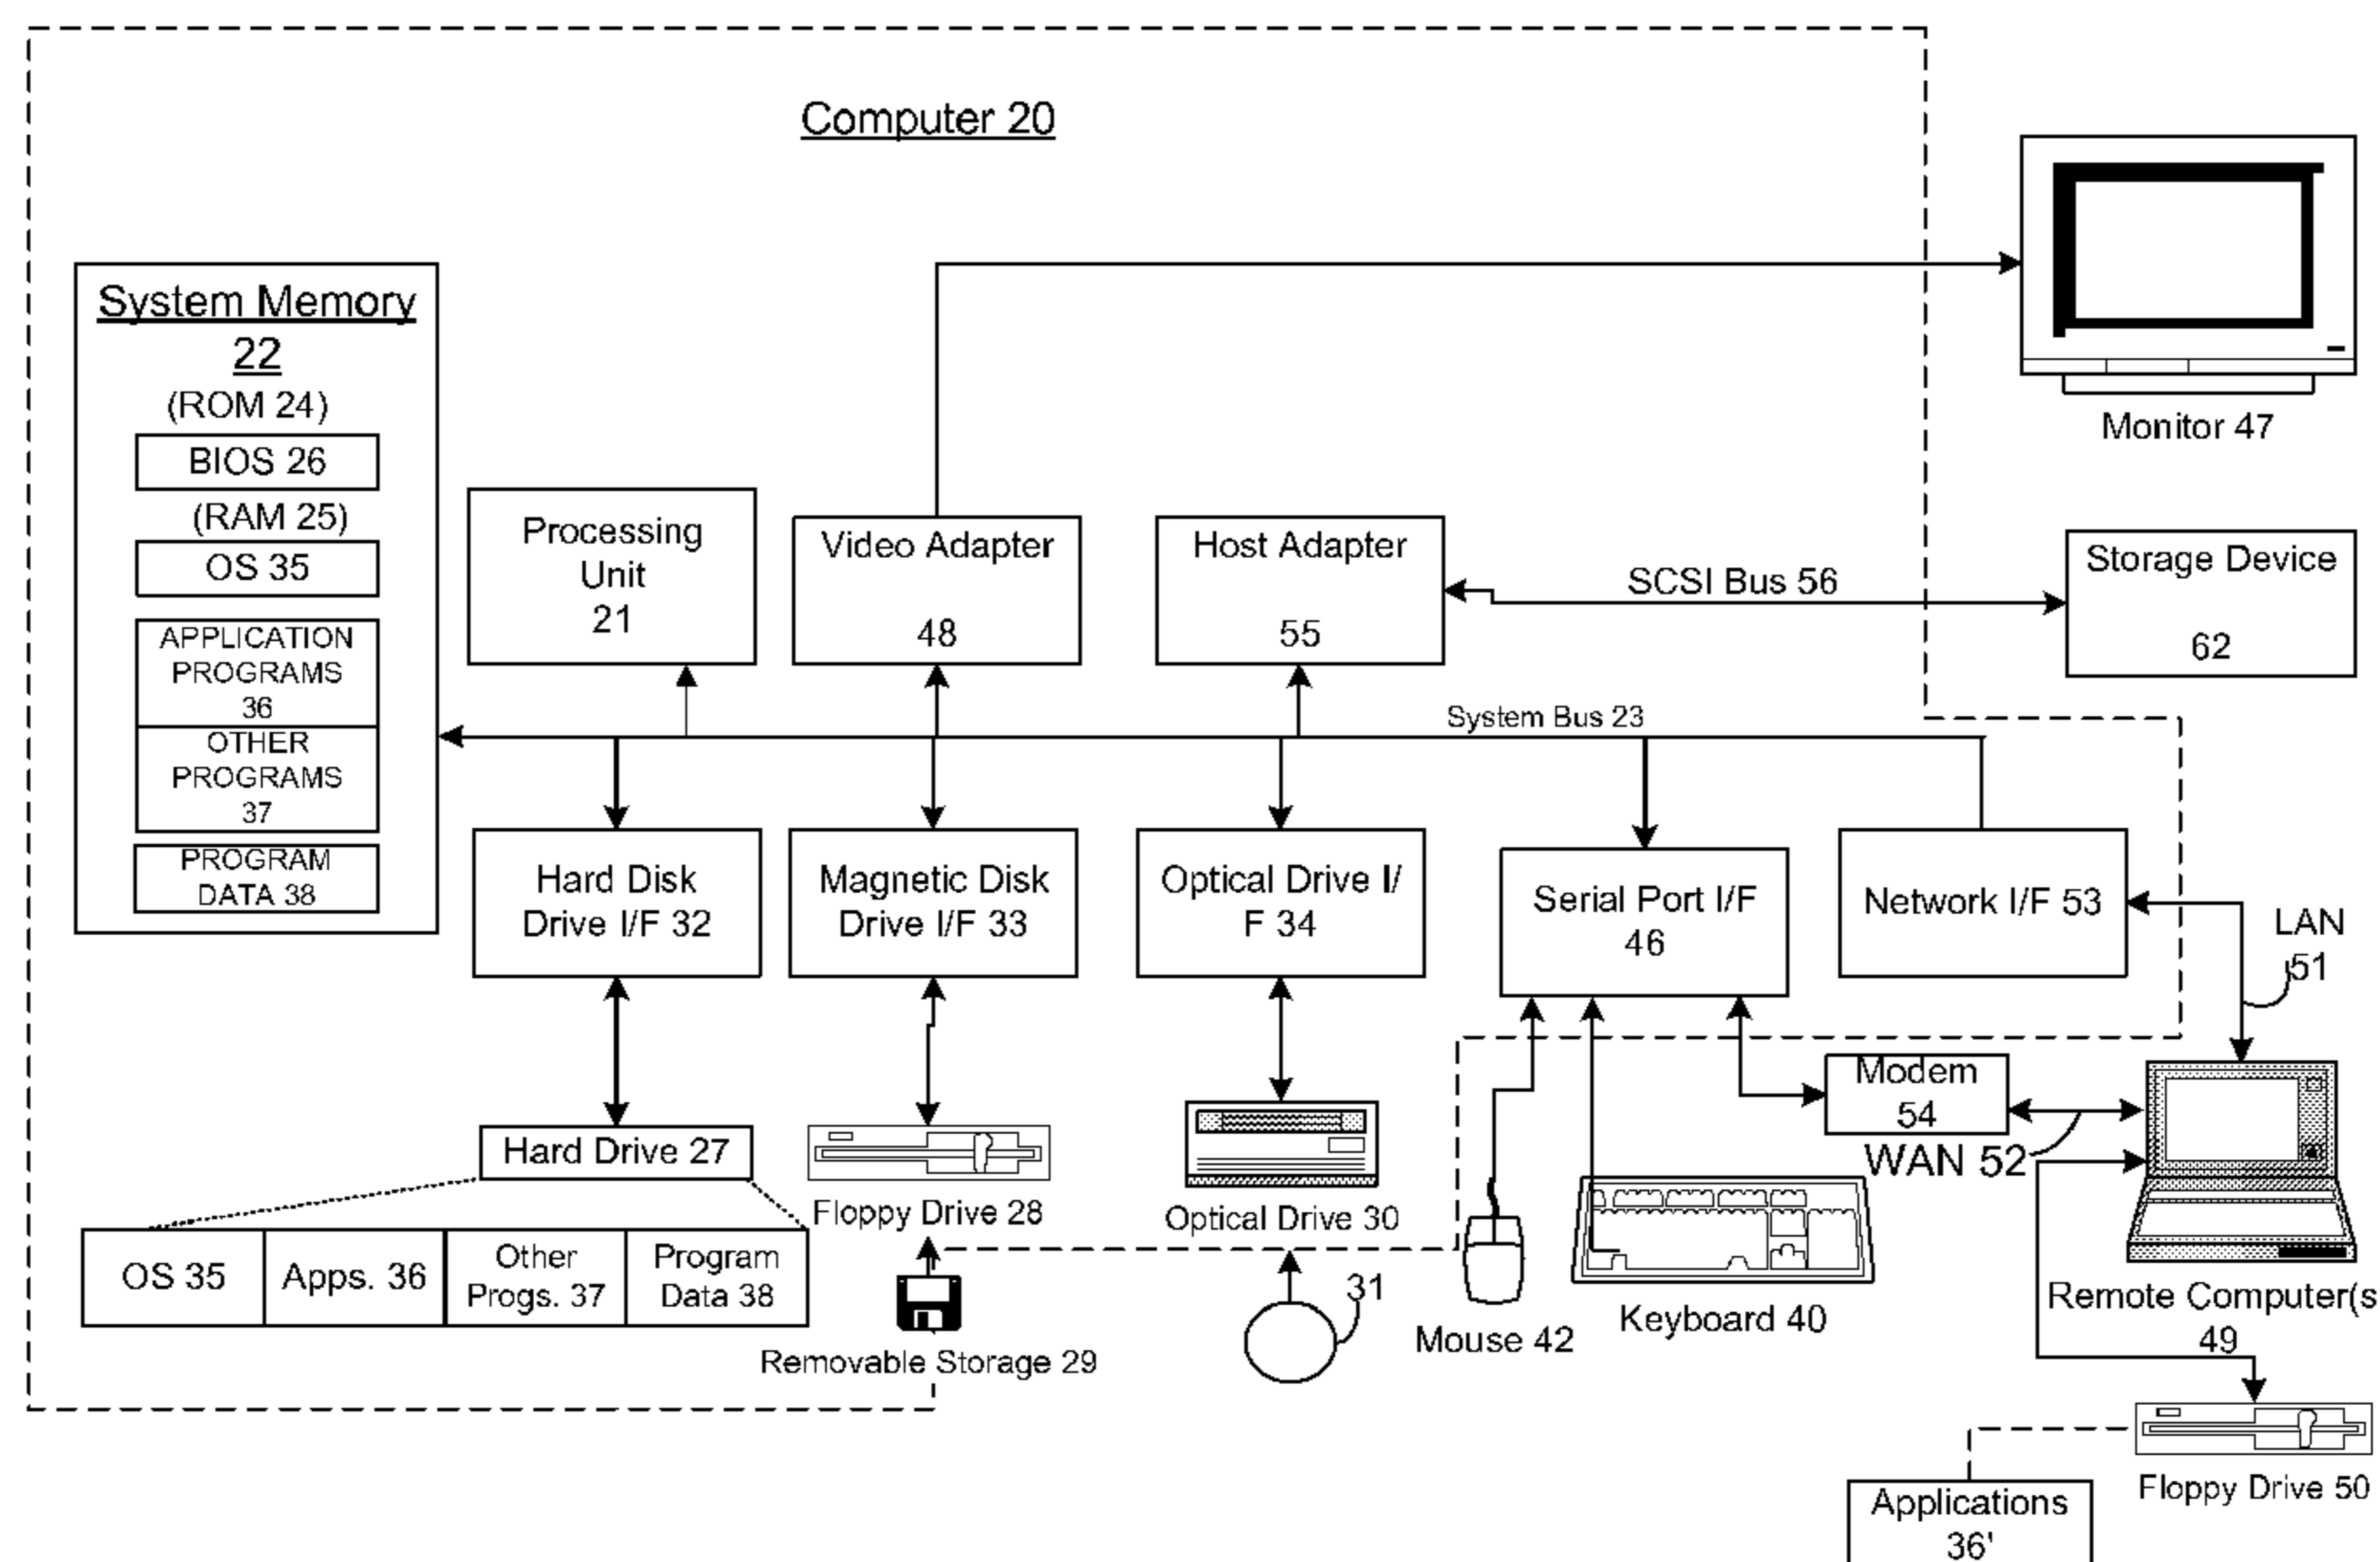 Computer 20
System Memory
22
(ROM 24)
BIOS 26
(RAM 25)
OS 35
APPLICATION
PROGRAMS
36
OTHER
PROGRAMS
37
PROGRAM
DATA 38
Processing
Unit
21
Video Adapter
48
Host Adapter
55
SCSI Bus 56
Monitor 47
Storage Device
62
System Bus 23
Hard Disk
Drive I/F 32
Magnetic Disk
Drive I/F 33
Optical Drive I/
F 34
Serial Port I/F
46
Network I/F 53
LAN
51
Modem
54
WAN 52
Hard Drive 27
Floppy Drive 28
Optical Drive 30
OS 35
Apps. 36
Other
Progs. 37
Program
Data 38
Removable Storage 29
31
Mouse 42
Keyboard 40
Remote Computer(s
49
Floppy Drive 50
Applications
36'